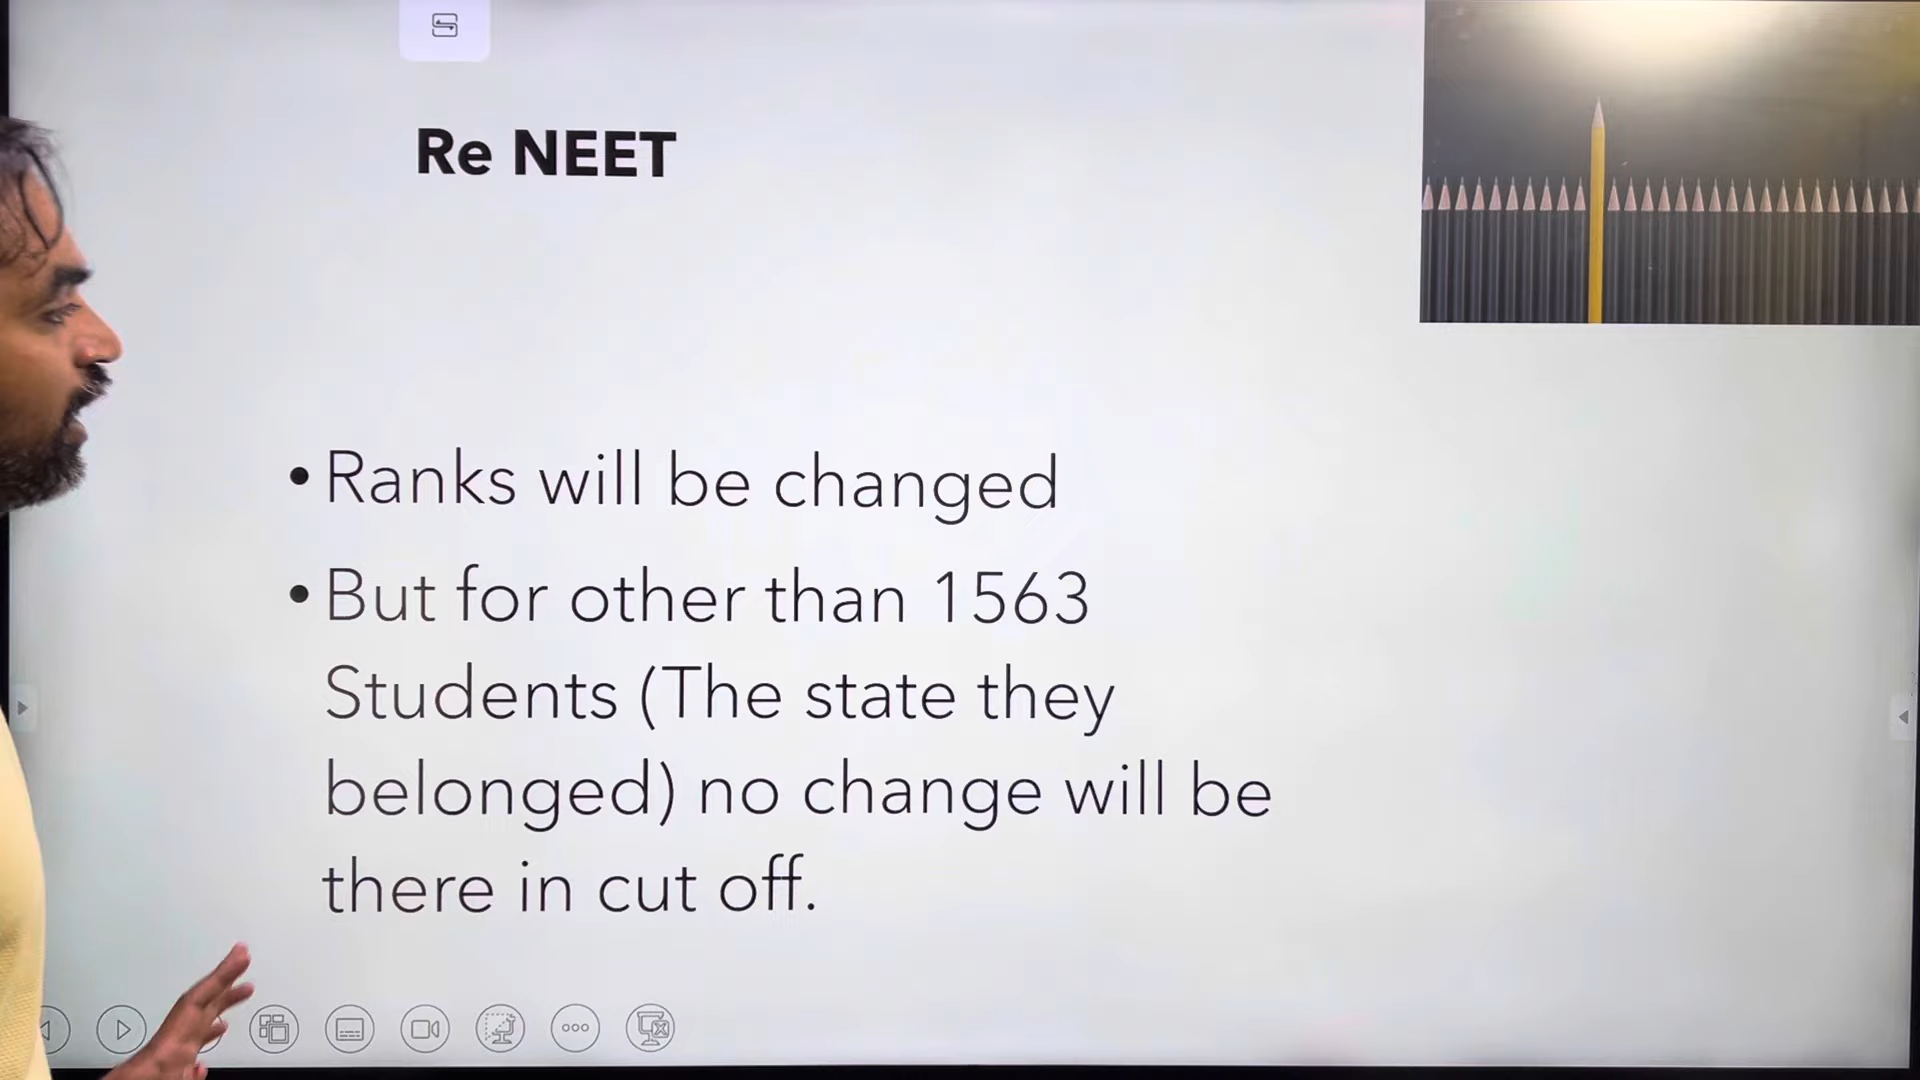 Re NEET
• Ranks will be changed
• But for other than 1563
Students (The state they
belonged) no change will be
there in cut off.